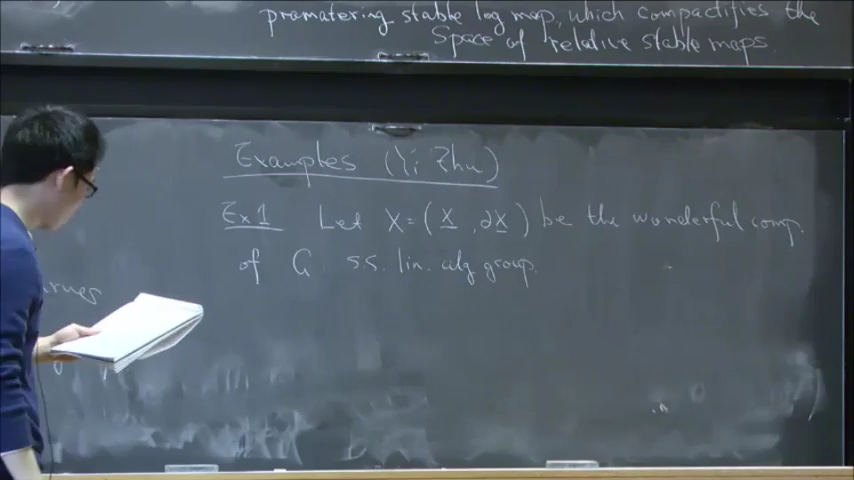 stable log map, which compactifies the
Space of relative stable maps.
Examples (Yi Zhu)
Ex 1 Let X = (X, ∂X) be the wonderful comp.
of G ss. lin. alg group.